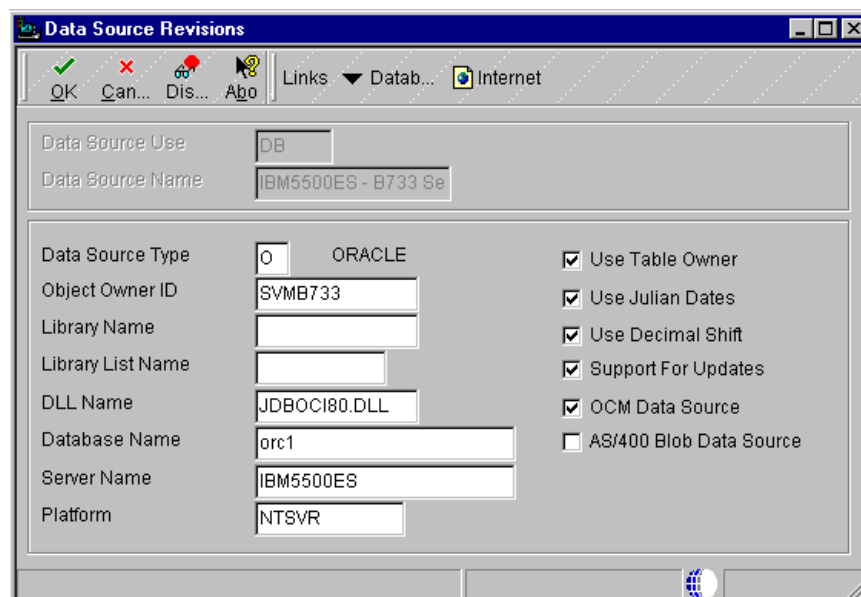 Data Source Revisions
OK Can... Dis... Abo Links Datab... Internet
Data Source Use DB
Data Source Name IBM5500ES - B733 Se
Data Source Type O ORACLE
Use Table Owner
Object Owner ID SVMB733
Use Julian Dates
Library Name
Use Decimal Shift
Library List Name
Support For Updates
DLL Name JDBOCI80.DLL
OCM Data Source
Database Name orc1
AS/400 Blob Data Source
Server Name IBM5500ES
Platform NTSVR